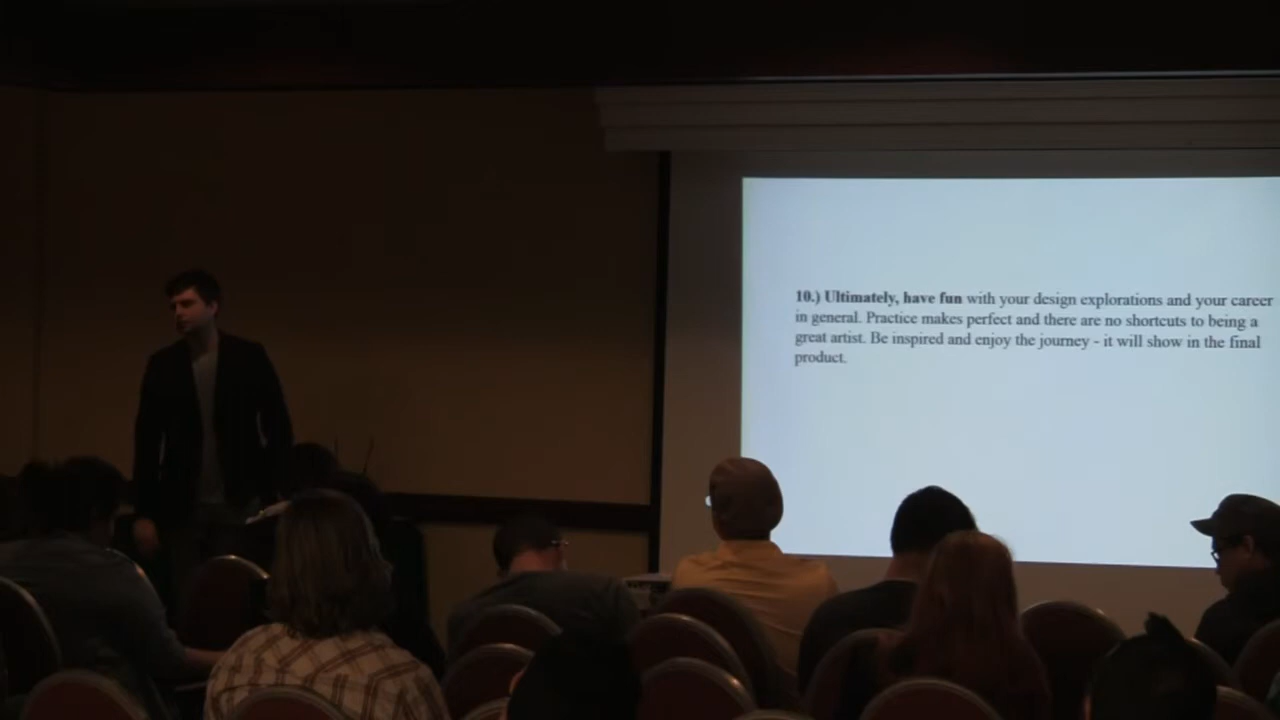 10.) Ultimately, have fun with your design explorations and your career
in general. Practice makes perfect and there are no shortcuts to being a
great artist. Be inspired and enjoy the journey - it will show in the final
product.